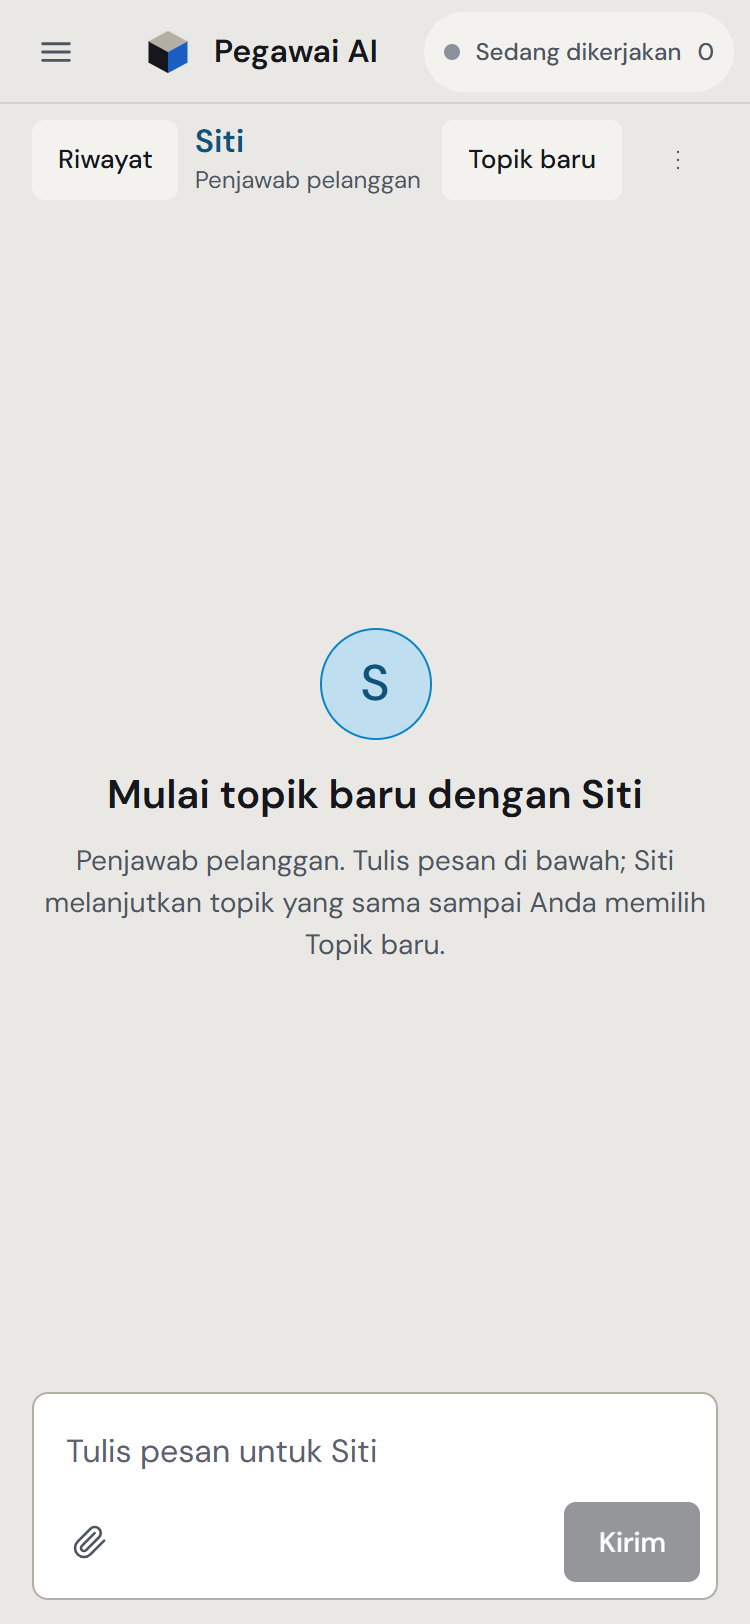 Pegawai AI
Sedang dikerjakan 0
Riwayat
Siti
Penjawab pelanggan
Topik baru
S
Mulai topik baru dengan Siti
Penjawab pelanggan. Tulis pesan di bawah; Siti
melanjutkan topik yang sama sampai Anda memilih
Topik baru.
Tulis pesan untuk Siti
Kirim